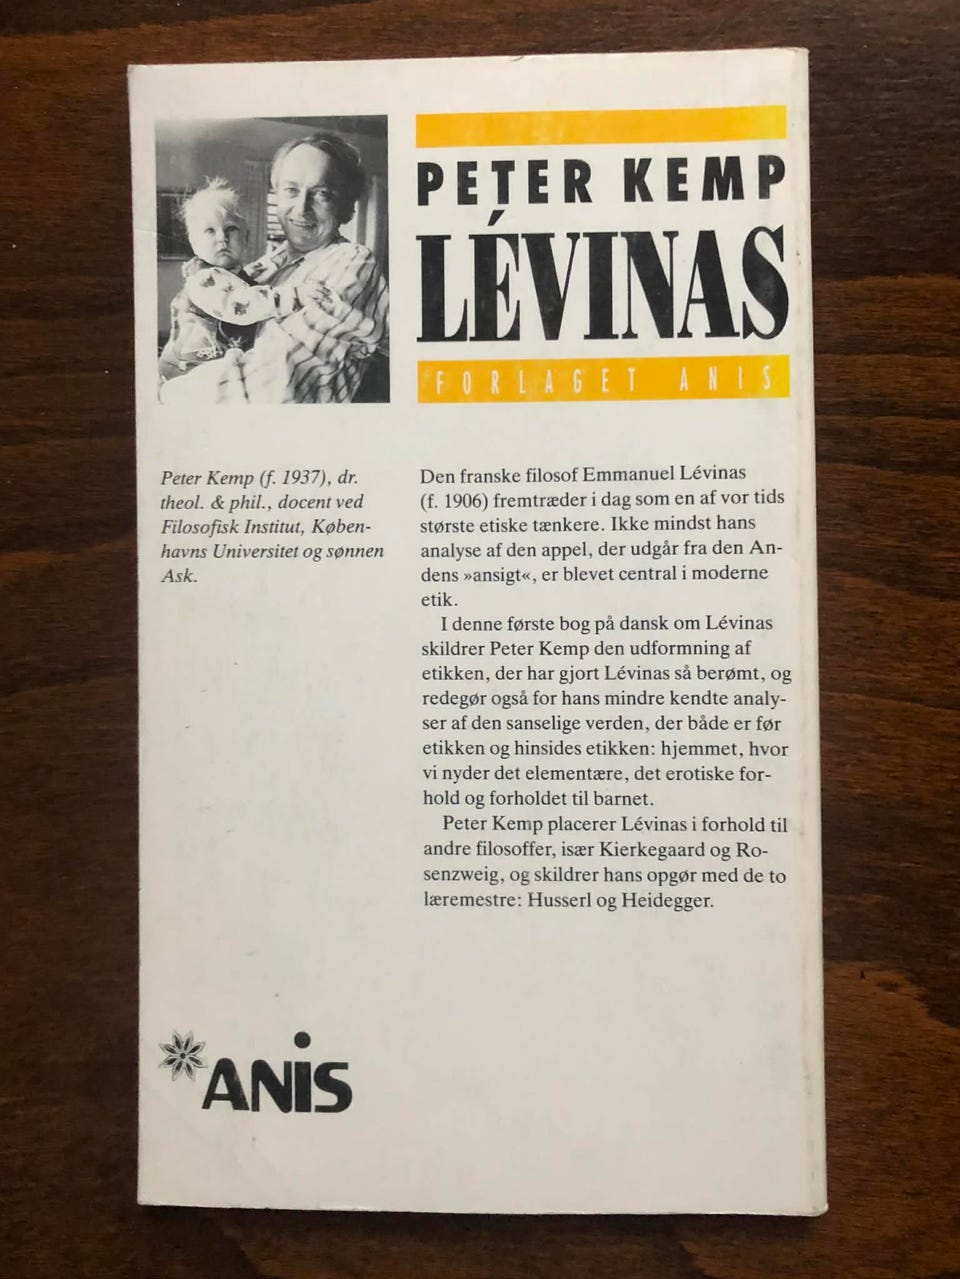 PETER KEMP
LÉVINAS
FORLAGET ANIS
Peter Kemp (f. 1937), dr.
theol. & phil., docent ved
Filosofisk Institut, Køben-
havns Universitet og sønnen
Ask.
Den franske filosof Emmanuel Lévinas
(f. 1906) fremtræder i dag som en af vor tids
største etiske tænkere. Ikke mindst hans
analyse af den appel, der udgår fra den An-
dens »ansigt«, er blevet central i moderne
etik.
I denne første bog på dansk om Lévinas
skildrer Peter Kemp den udformning af
etikken, der har gjort Lévinas så berømt, og
redegør også for hans mindre kendte analy-
ser af den sanselige verden, der både er før
etikken og hinsides etikken: hjemmet, hvor
vi nyder det elementære, det erotiske for-
hold og forholdet til barnet.
Peter Kemp placerer Lévinas i forhold til
andre filosoffer, især Kierkegaard og Ro-
senzweig, og skildrer hans opgør med de to
læremestre: Husserl og Heidegger.
ANIS